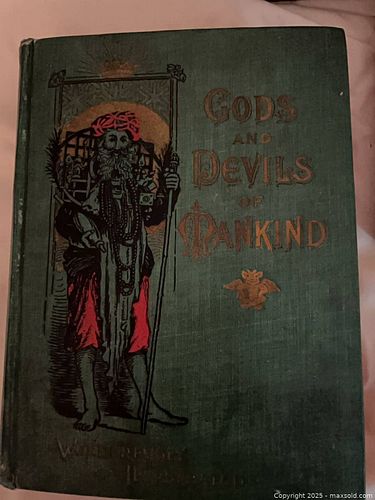 GODS
AND
DEVILS
OF
MANKIND
Copyright 2025 - maxsold.com